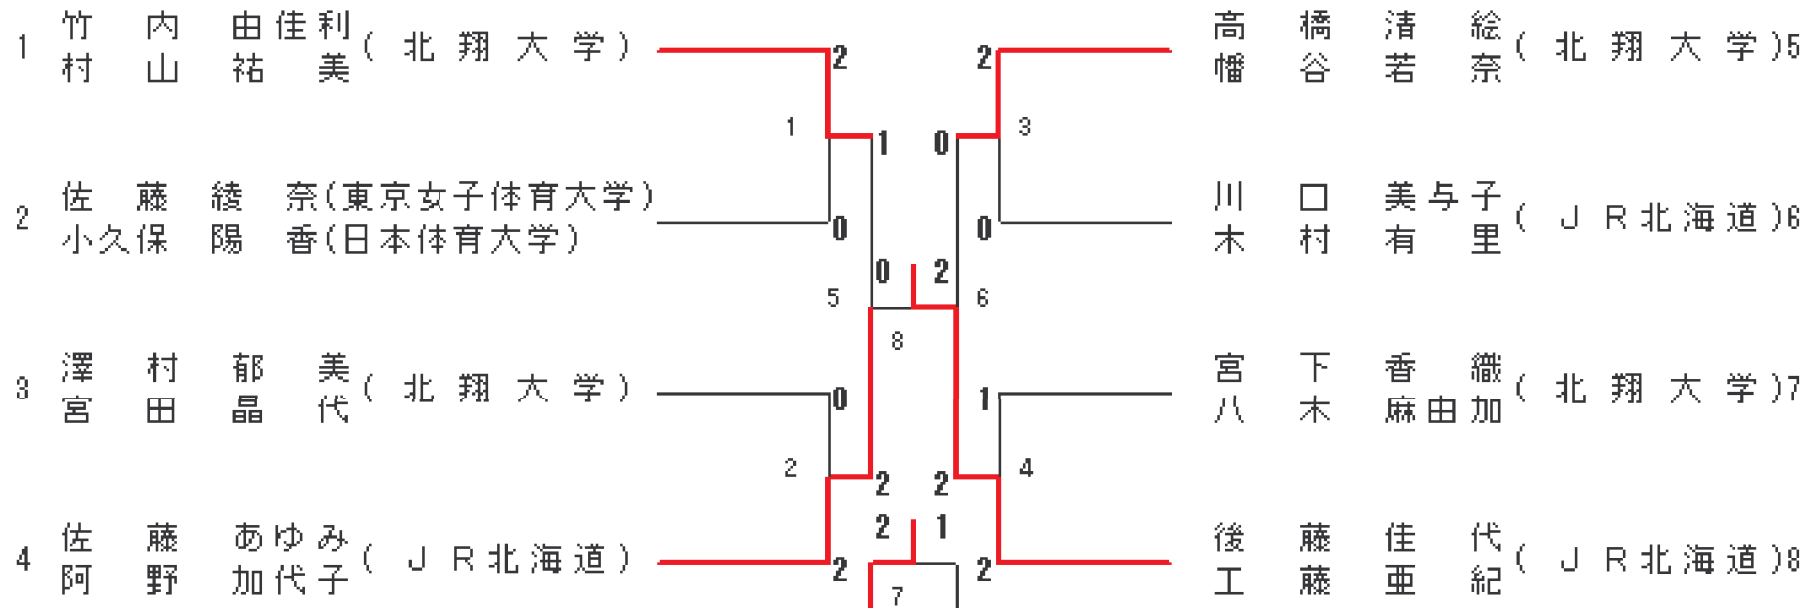 1 竹内由佳利 (北翔大学)
村山祐美
2 佐藤綾奈(東京女子体育大学)
小久保陽香(日本体育大学)
3 澤村郁美 (北翔大学)
宮田晶代
4 佐藤あゆみ (JR北海道)
阿野加代子
2 2
1 3
1 0
0 0
0 2
5 6
8
0 1
2 4
2 2
2 1
2 2
7
高橋清絵 (北翔大学)5
幡谷若奈
川口美与子 (JR北海道)6
木村有里
宮下香織 (北翔大学)7
八木麻由加
後藤佳代 (JR北海道)8
工藤亜紀